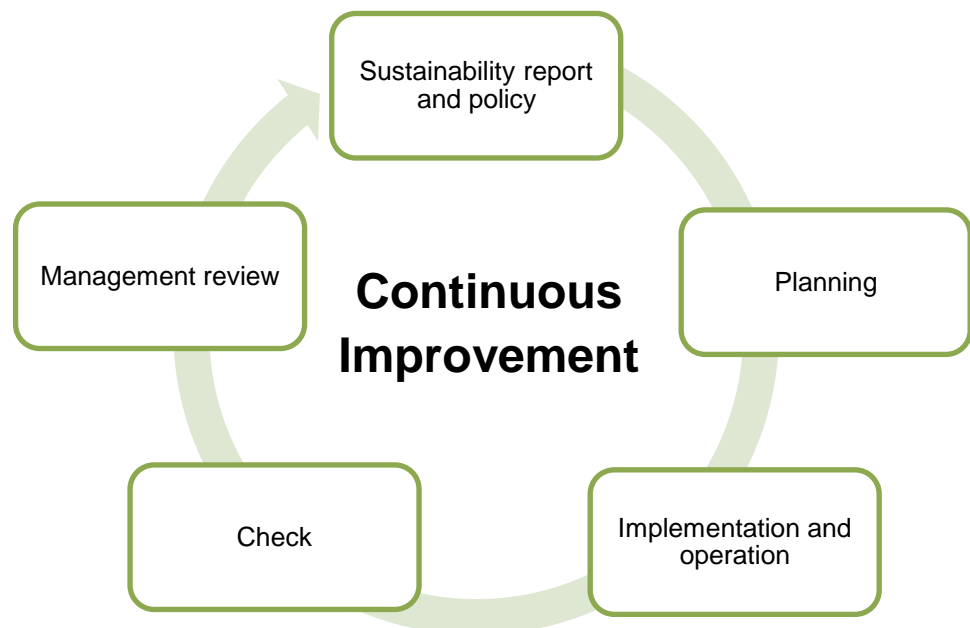 Sustainability report
and policy
Planning
Implementation and
operation
Check
Management review
Continuous
Improvement